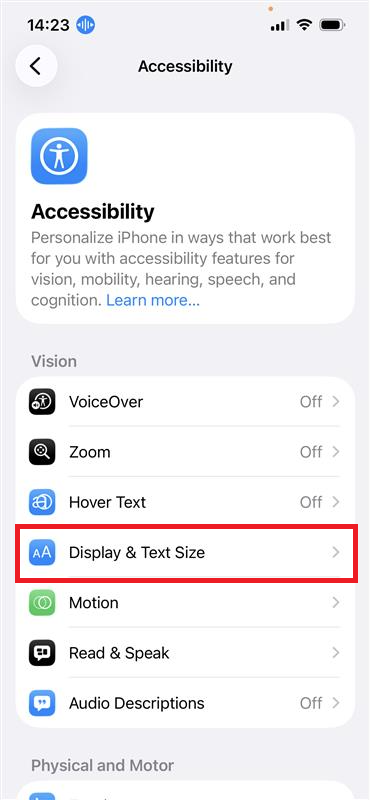 14:23
Accessibility
Accessibility
Personalize iPhone in ways that work best
for you with accessibility features for
vision, mobility, hearing, speech, and
cognition. Learn more...
Vision
VoiceOver Off
Zoom Off
Hover Text Off
AA Display & Text Size
Motion
Read & Speak
Audio Descriptions Off
Physical and Motor